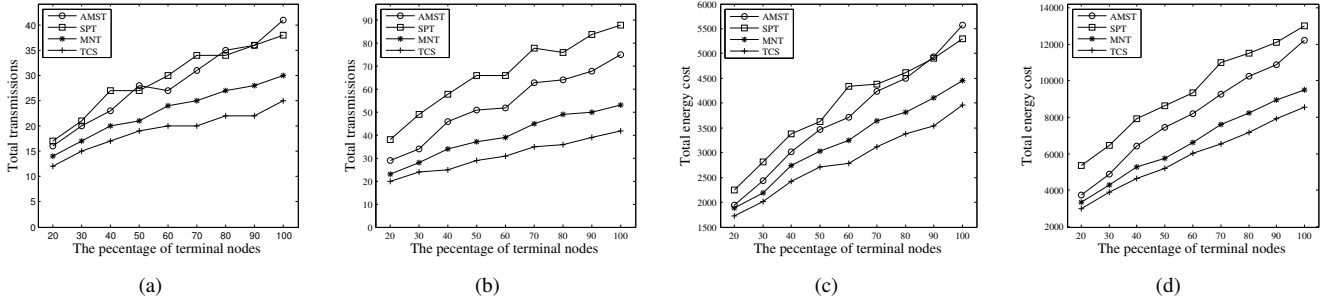 AMST
SPT
MNT
TCS
Total transmissions
40
35
30
25
20
15
10
5
0
20 30 40 50 60 70 80 90 100
The pecentage of terminal nodes
(a)
AMST
SPT
MNT
TCS
Total transmissions
90
80
70
60
50
40
30
20
10
0
20 30 40 50 60 70 80 90 100
The pecentage of terminal nodes
(b)
AMST
SPT
MNT
TCS
Total energy cost
6000
5500
5000
4500
4000
3500
3000
2500
2000
1500
20 30 40 50 60 70 80 90 100
The pecentage of terminal nodes
(c)
AMST
SPT
MNT
TCS
Total energy cost
14000
12000
10000
8000
6000
4000
2000
20 30 40 50 60 70 80 90 100
The pecentage of terminal nodes
(d)